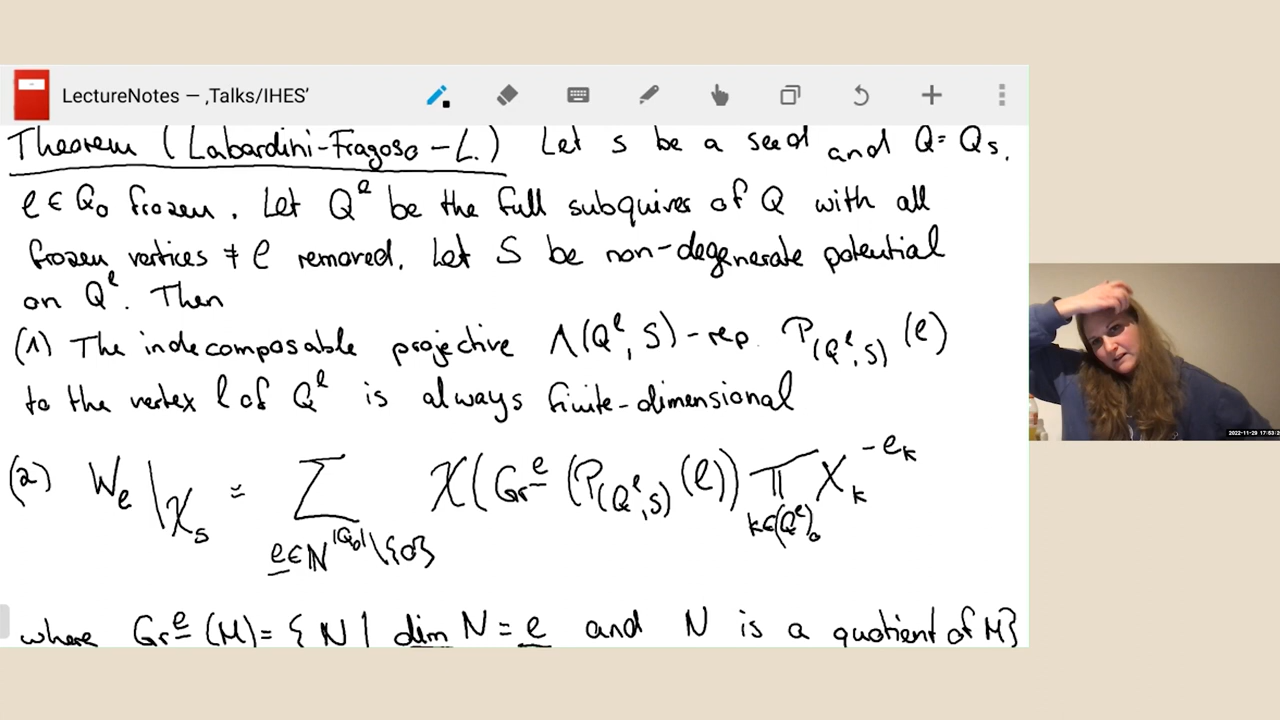 LectureNotes — ‚Talks/IHES‘
Theorem (Labardini-Fragoso – L.) Let s be a seed and Q = Q_s,
ℓ ∈ Q_0 frozen. Let Q^ℓ be the full subquiver of Q with all
frozen vertices ≠ ℓ removed. Let S be non-degenerate potential
on Q^ℓ. Then
(1) The indecomposable projective Λ(Q^ℓ, S)-rep. P_{(Q^ℓ, S)}(ℓ)
to the vertex ℓ of Q^ℓ is always finite-dimensional
(2) W_ℓ |_{X_s} = ∑_{e ∈ ℕ^{|Q_0|} \ {0}} χ(Gr^e (P_{(Q^ℓ, S)}(ℓ)) ∏_{k∈(Q^ℓ)_0} X_k^{-e_k}
where Gr^e (M) = { N | dim N = e and N is a quotient of M}